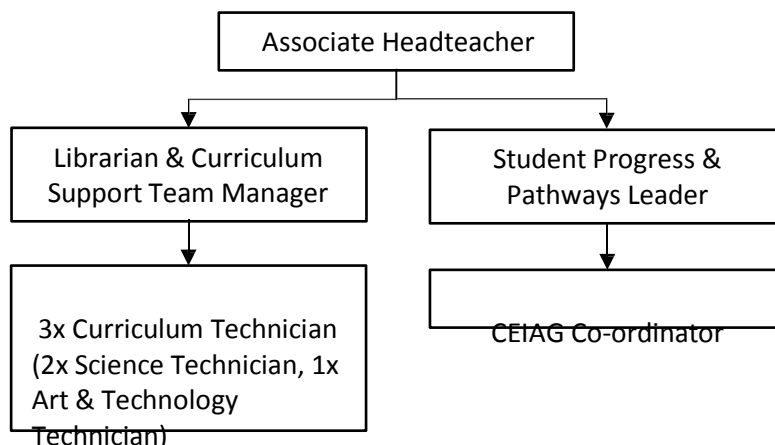 Associate Headteacher
Librarian & Curriculum
Support Team Manager
Student Progress &
Pathways Leader
3x Curriculum Technician
(2x Science Technician, 1x
Art & Technology
Technician)
CEIAG Co-ordinator